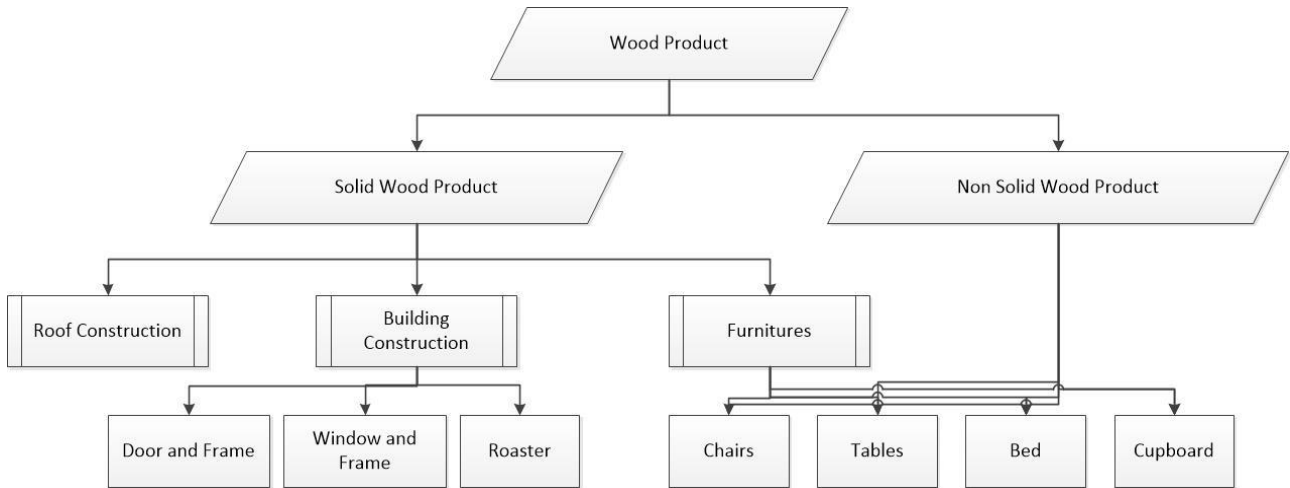 Wood Product
Solid Wood Product
Non Solid Wood Product
Roof Construction
Building
Construction
Furnitures
Door and Frame
Window and
Frame
Roaster
Chairs
Tables
Bed
Cupboard